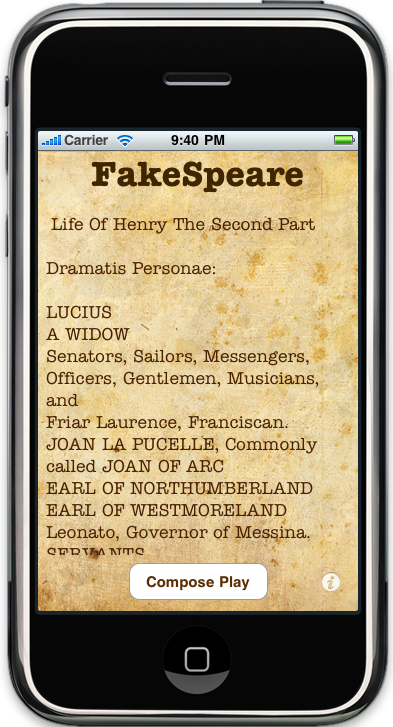 Carrier 9:40 PM
FakeSpeare
Life Of Henry The Second Part
Dramatis Personae:
LUCIUS
A WIDOW
Senators, Sailors, Messengers,
Officers, Gentlemen, Musicians,
and
Friar Laurence, Franciscan.
JOAN LA PUCELLE, Commonly
called JOAN OF ARC
EARL OF NORTHUMBERLAND
EARL OF WESTMORELAND
Leonato, Governor of Messina.
SERVANTS
Compose Play
i